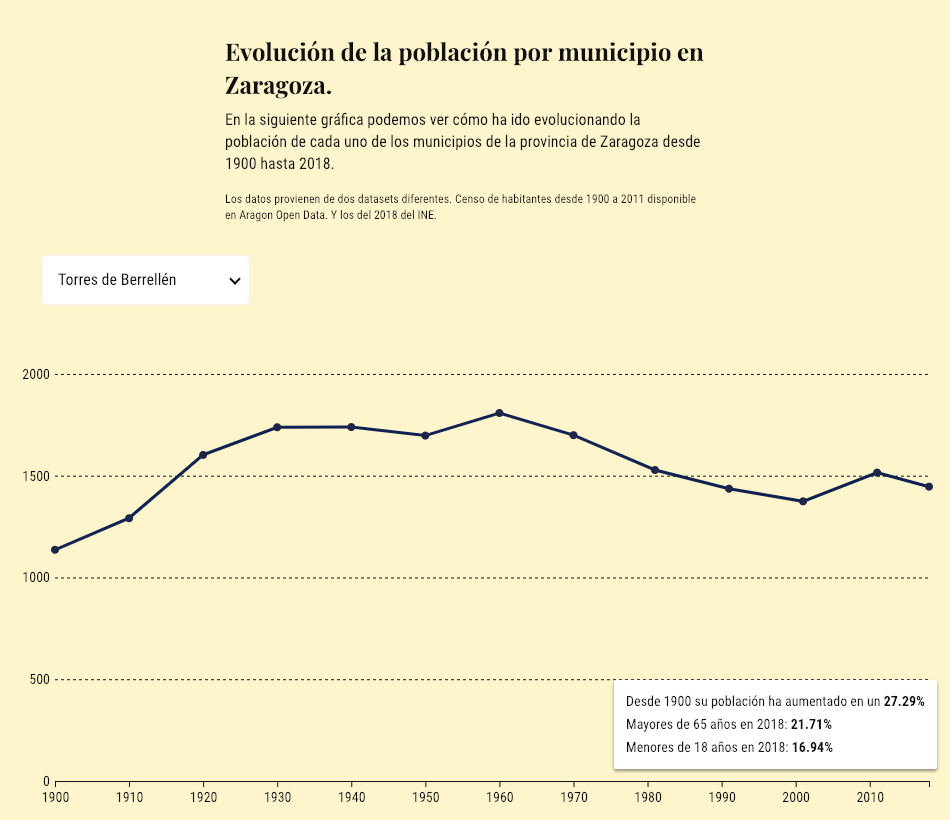 Evolución de la población por municipio en
Zaragoza.
En la siguiente gráfica podemos ver cómo ha ido evolucionando la
población de cada uno de los municipios de la provincia de Zaragoza desde
1900 hasta 2018.
Los datos provienen de dos datasets diferentes. Censo de habitantes desde 1900 a 2011 disponible
en Aragon Open Data. Y los del 2018 del INE.
Torres de Berrellén
2000
1500
1000
500
Desde 1900 su población ha aumentado en un 27.29%
Mayores de 65 años en 2018: 21.71%
Menores de 18 años en 2018: 16.94%
0
1900 1910 1920 1930 1940 1950 1960 1970 1980 1990 2000 2010